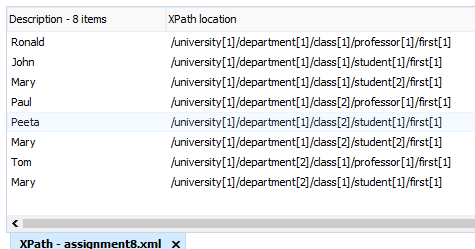 Description - 8 items XPath location
Ronald /university[1]/department[1]/class[1]/professor[1]/first[1]
John /university[1]/department[1]/class[1]/student[1]/first[1]
Mary /university[1]/department[1]/class[1]/student[2]/first[1]
Paul /university[1]/department[1]/class[2]/professor[1]/first[1]
Peeta /university[1]/department[1]/class[2]/student[1]/first[1]
Mary /university[1]/department[1]/class[2]/student[2]/first[1]
Tom /university[1]/department[2]/class[1]/professor[1]/first[1]
Mary /university[1]/department[2]/class[1]/student[1]/first[1]
XPath - assignment8.xml ×